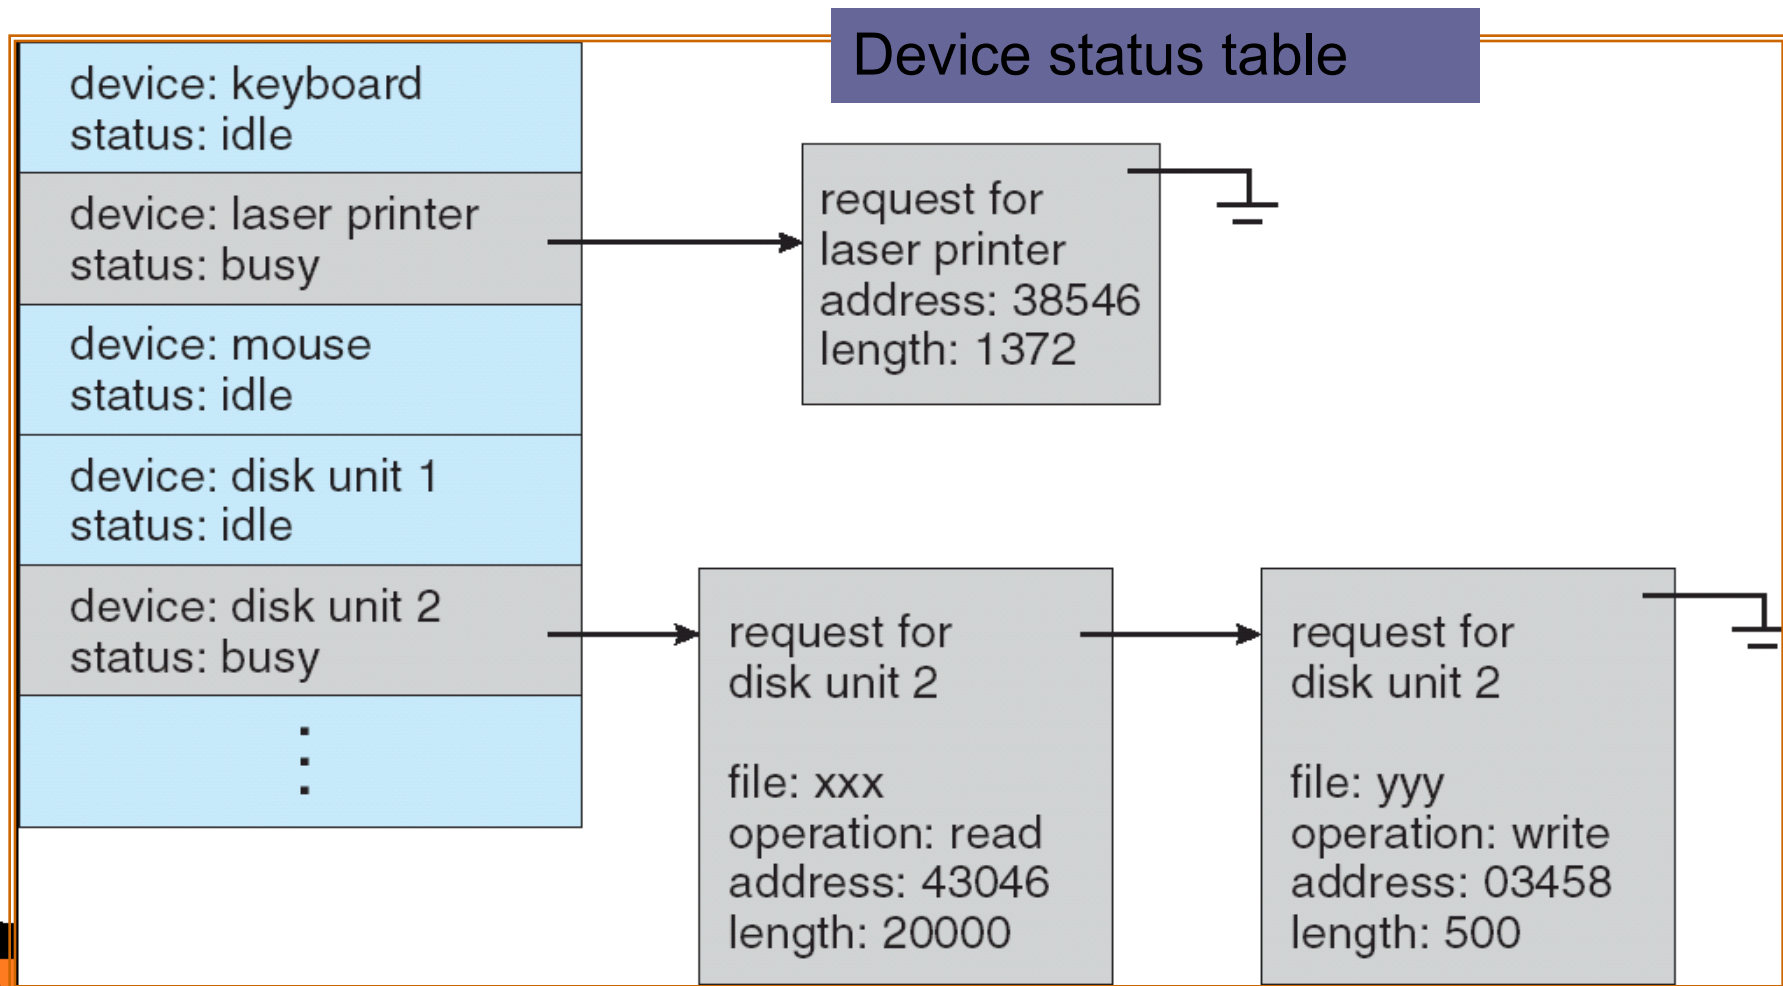 Device status table
device: keyboard
status: idle
device: laser printer
status: busy
device: mouse
status: idle
device: disk unit 1
status: idle
device: disk unit 2
status: busy
request for
laser printer
address: 38546
length: 1372
request for
disk unit 2
file: xxx
operation: read
address: 43046
length: 20000
request for
disk unit 2
file: yyy
operation: write
address: 03458
length: 500